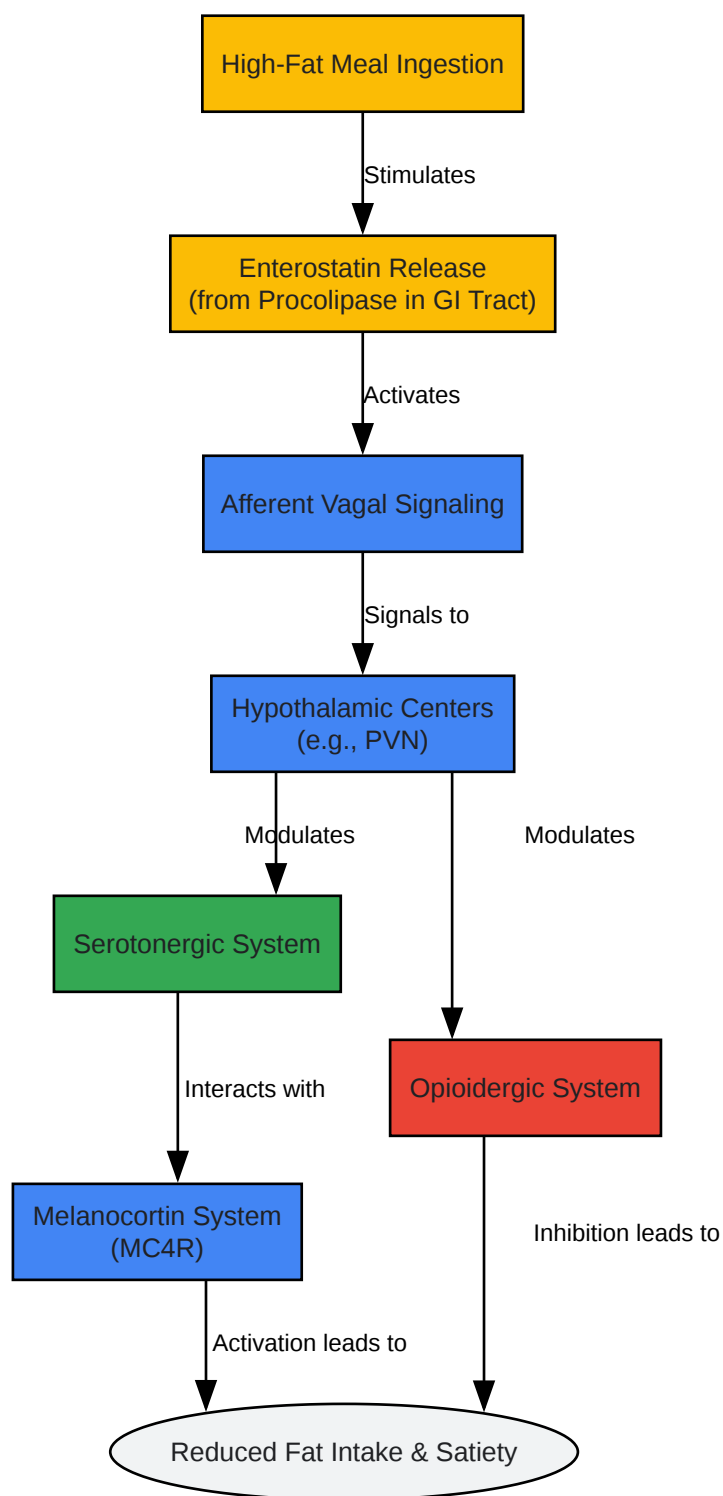 High-Fat Meal Ingestion
Stimulates
Enterostatin Release
(from Procolipase in GI Tract)
Activates
Afferent Vagal Signaling
Signals to
Hypothalamic Centers
(e.g., PVN)
Modulates
Modulates
Serotonergic System
Opioidergic System
Interacts with
Melanocortin System
(MC4R)
Inhibition leads to
Activation leads to
Reduced Fat Intake & Satiety